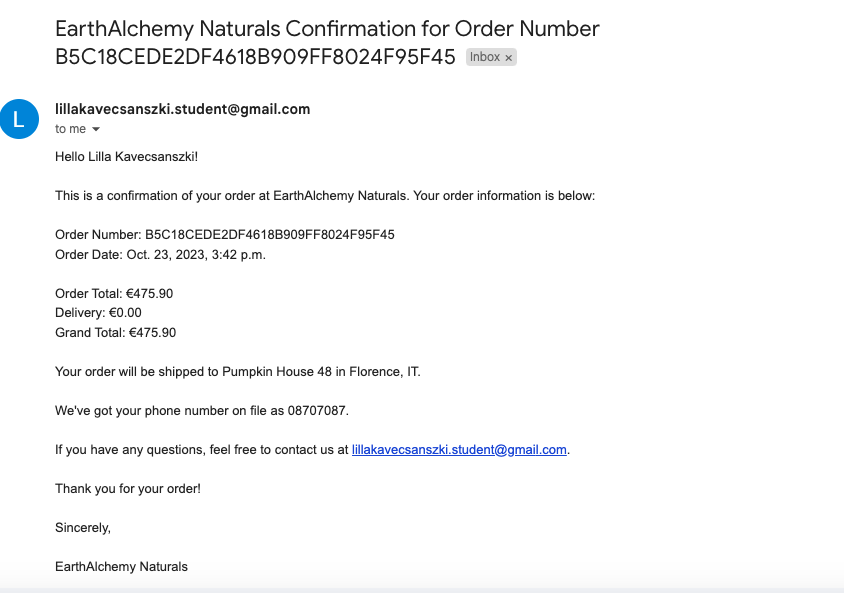 EarthAlchemy Naturals Confirmation for Order Number
B5C18CEDE2DF4618B909FF8024F95F45 Inbox ×
L
lillakavecsanszki.student@gmail.com
to me
Hello Lilla Kavecsanszki!
This is a confirmation of your order at EarthAlchemy Naturals. Your order information is below:
Order Number: B5C18CEDE2DF4618B909FF8024F95F45
Order Date: Oct. 23, 2023, 3:42 p.m.
Order Total: €475.90
Delivery: €0.00
Grand Total: €475.90
Your order will be shipped to Pumpkin House 48 in Florence, IT.
We've got your phone number on file as 08707087.
If you have any questions, feel free to contact us at lillakavecsanszki.student@gmail.com.
Thank you for your order!
Sincerely,
EarthAlchemy Naturals